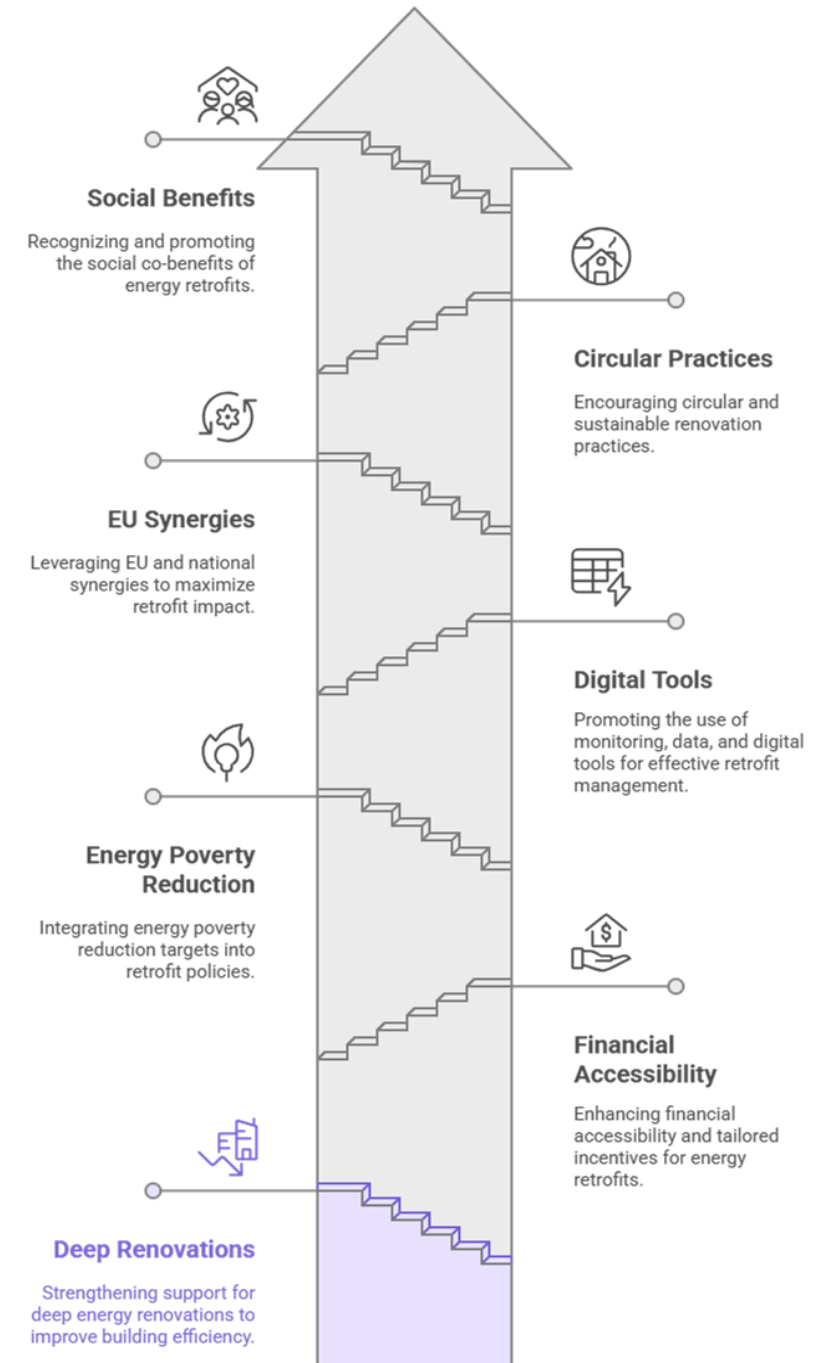 Social Benefits
Recognizing and promoting
the social co-benefits of
energy retrofits.
Circular Practices
Encouraging circular and
sustainable renovation
practices.
EU Synergies
Leveraging EU and national
synergies to maximize
retrofit impact.
Digital Tools
Promoting the use of
monitoring, data, and digital
tools for effective retrofit
management.
Energy Poverty
Reduction
Integrating energy poverty
reduction targets into
retrofit policies.
Financial
Accessibility
Enhancing financial
accessibility and tailored
incentives for energy
retrofits.
Deep Renovations
Strengthening support for
deep energy renovations to
improve building efficiency.